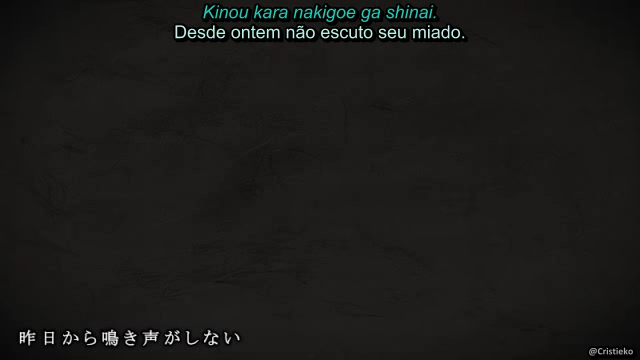 Kinou kara nakigoe ga shinai.
Desde ontem não escuto seu miado.
昨日から鳴き声がしない
@Cristieko